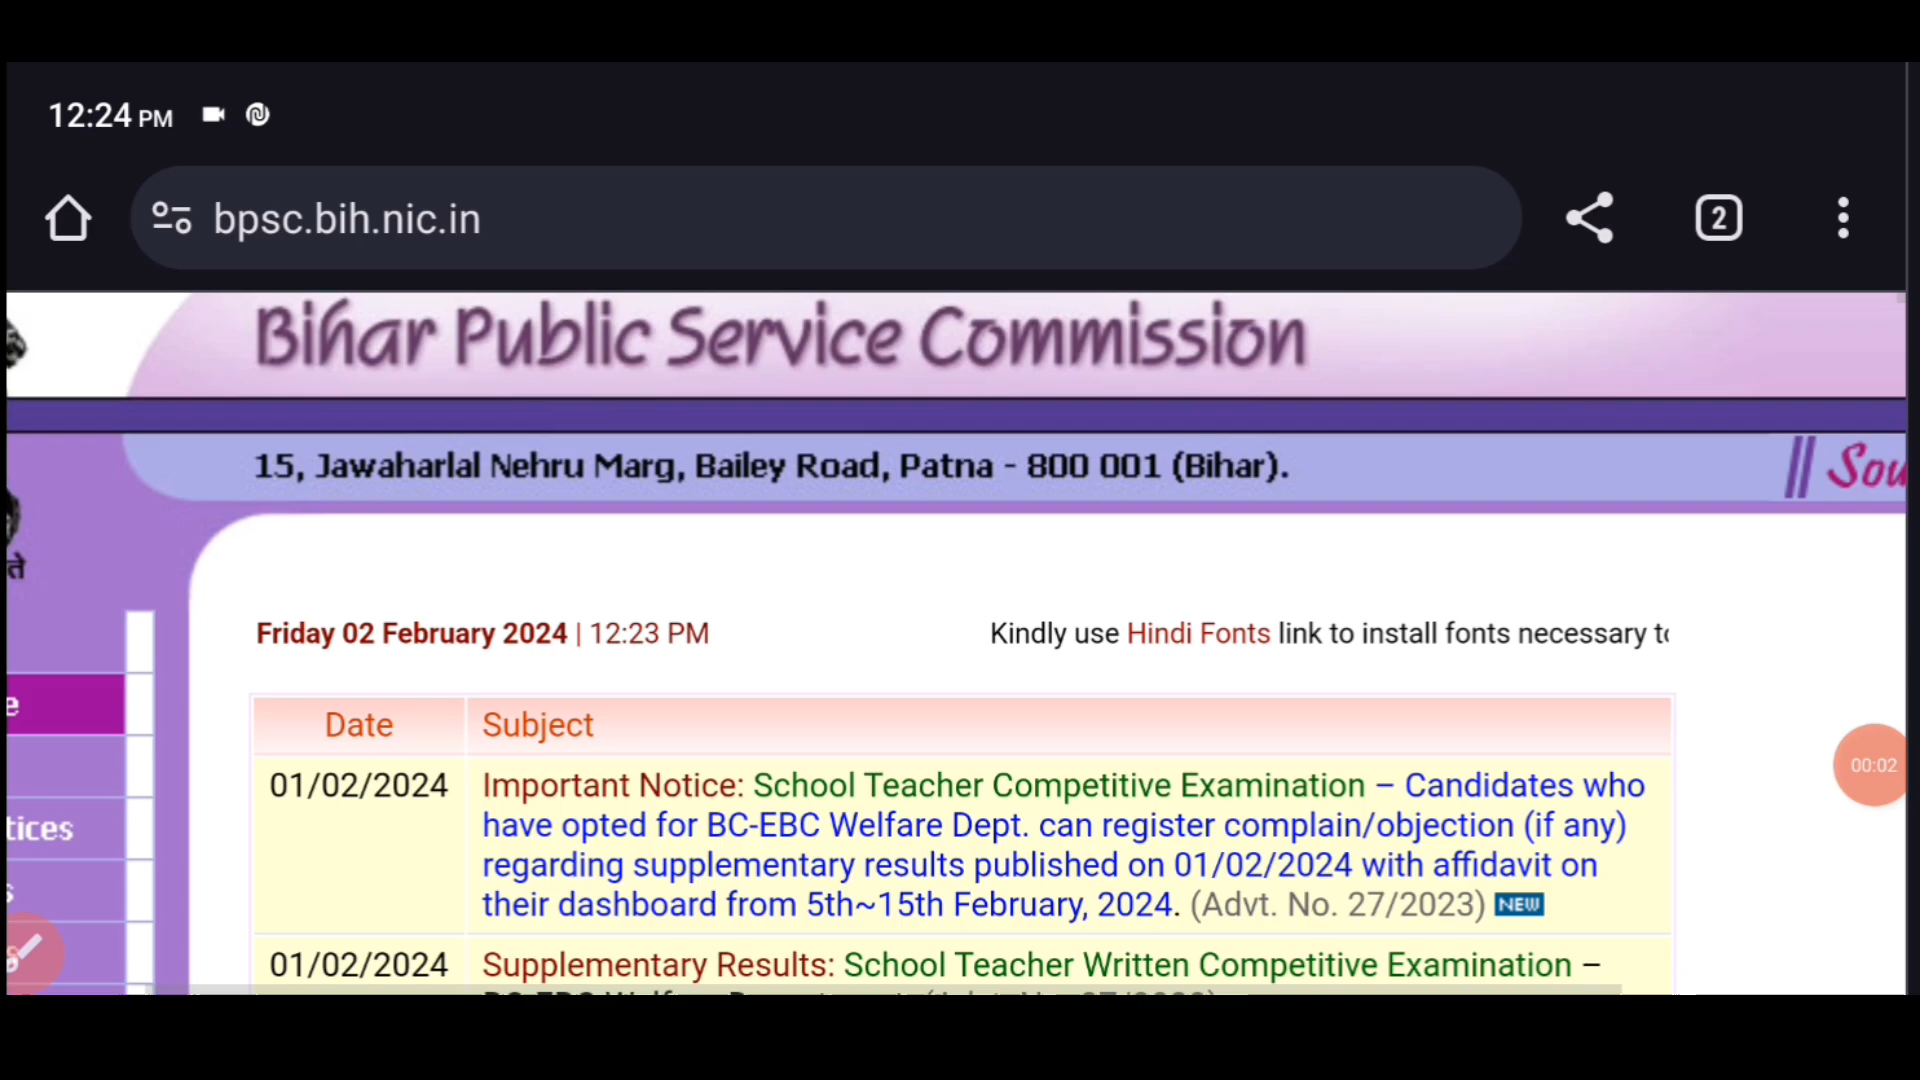 12:24 PM
bpsc.bih.nic.in
2
Bihar Public Service Commission
15, Jawaharlal Nehru Marg, Bailey Road, Patna - 800 001 (Bihar).
Friday 02 February 2024 | 12:23 PM
Kindly use Hindi Fonts link to install fonts necessary
Date Subject
01/02/2024 Important Notice: School Teacher Competitive Examination – Candidates who
have opted for BC-EBC Welfare Dept. can register complain/objection (if any)
regarding supplementary results published on 01/02/2024 with affidavit on
their dashboard from 5th~15th February, 2024. (Advt. No. 27/2023) NEW
00:02
01/02/2024 Supplementary Results: School Teacher Written Competitive Examination –